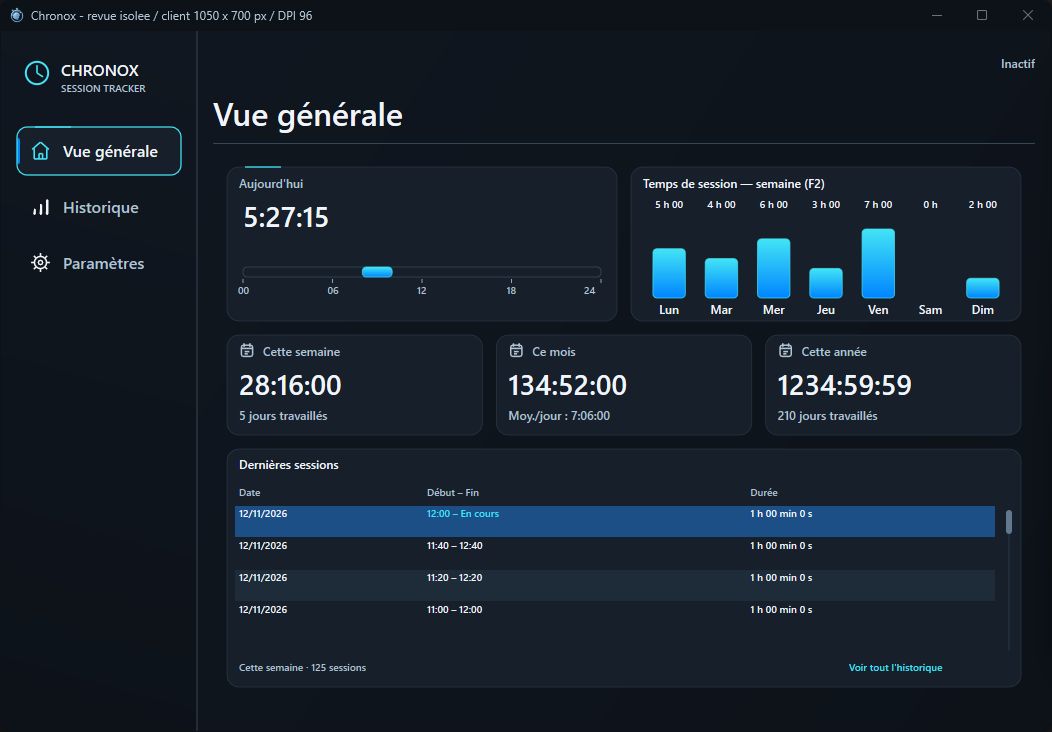 Chronox - revue isolee / client 1050 x 700 px / DPI 96
CHRONOX
SESSION TRACKER
Vue générale
Historique
Paramètres
Inactif
Vue générale
Aujourd'hui
5:27:15
00 06 12 18 24
Temps de session — semaine (F2)
5 h 00 4 h 00 6 h 00 3 h 00 7 h 00 0 h 2 h 00
Lun Mar Mer Jeu Ven Sam Dim
Cette semaine
28:16:00
5 jours travaillés
Ce mois
134:52:00
Moy./jour : 7:06:00
Cette année
1234:59:59
210 jours travaillés
Dernières sessions
Date Début – Fin Durée
12/11/2026 12:00 – En cours 1 h 00 min 0 s
12/11/2026 11:40 – 12:40 1 h 00 min 0 s
12/11/2026 11:20 – 12:20 1 h 00 min 0 s
12/11/2026 11:00 – 12:00 1 h 00 min 0 s
Cette semaine · 125 sessions
Voir tout l'historique